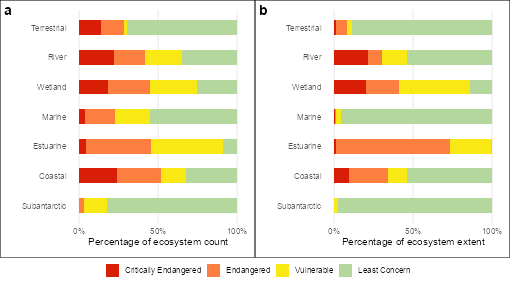 a
Terrestrial
River
Wetland
Marine
Estuarine
Coastal
Subantarctic
0% 50% 100%
Percentage of ecosystem count
b
Terrestrial
River
Wetland
Marine
Estuarine
Coastal
Subantarctic
0% 50% 100%
Percentage of ecosystem extent
Critically Endangered Endangered Vulnerable Least Concern